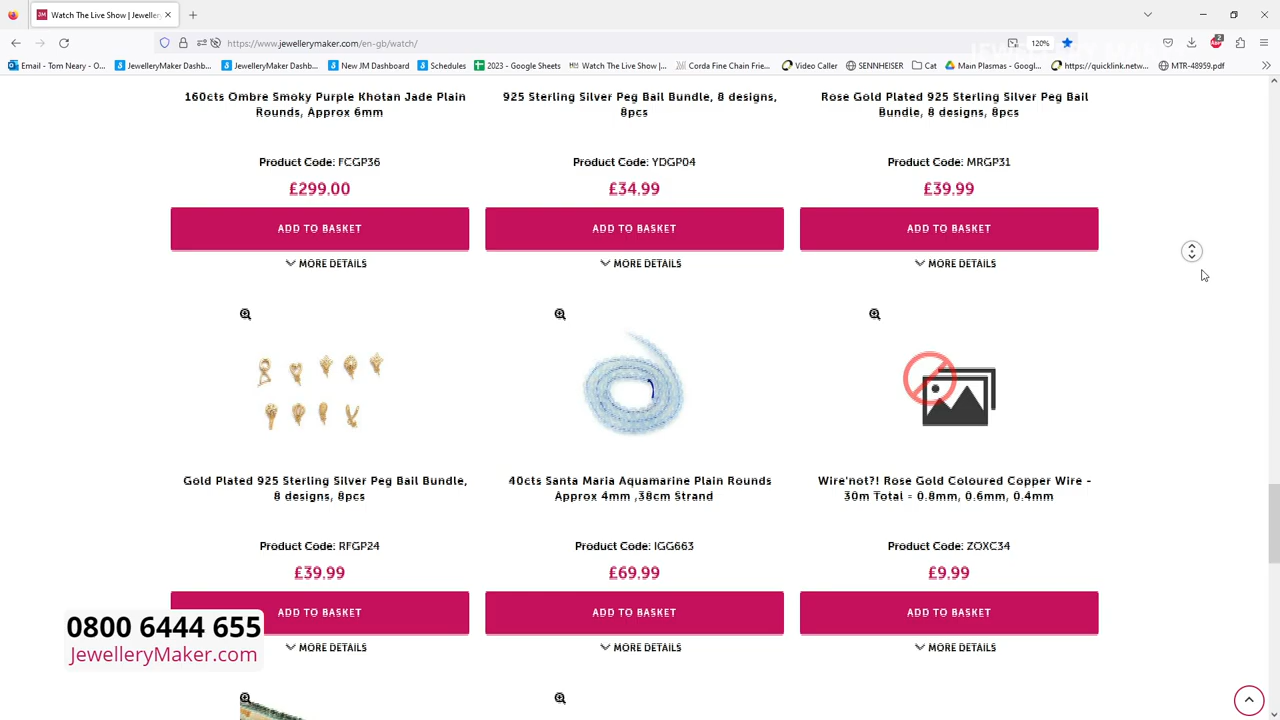 Watch The Live Show | Jeweller
https://www.jewellerymaker.com/en-gb/watch/
120%
2
Email - Tom Neary - O...
JewelleryMaker Dashb...
JewelleryMaker Dashb...
New JM Dashboard
Schedules
2023 - Google Sheets
Watch The Live Show |...
Corda Fine Chain Frie...
Video Caller
SENNHEISER
Cat
Main Plasmas - Googl...
https://quicklink.netw...
MTR-48959.pdf
160cts Ombre Smoky Purple Khotan Jade Plain
Rounds, Approx 6mm
Product Code: FCGP36
£299.00
ADD TO BASKET
MORE DETAILS
925 Sterling Silver Peg Bail Bundle, 8 designs,
8pcs
Product Code: YDGP04
£34.99
ADD TO BASKET
MORE DETAILS
Rose Gold Plated 925 Sterling Silver Peg Bail
Bundle, 8 designs, 8pcs
Product Code: MRGP31
£39.99
ADD TO BASKET
MORE DETAILS
Gold Plated 925 Sterling Silver Peg Bail Bundle,
8 designs, 8pcs
Product Code: RFGP24
£39.99
ADD TO BASKET
MORE DETAILS
40cts Santa Maria Aquamarine Plain Rounds
Approx 4mm ,38cm Strand
Product Code: IGG663
£69.99
ADD TO BASKET
MORE DETAILS
Wire'not?! Rose Gold Coloured Copper Wire -
30m Total = 0.8mm, 0.6mm, 0.4mm
Product Code: ZOXC34
£9.99
ADD TO BASKET
MORE DETAILS
0800 6444 655
JewelleryMaker.com